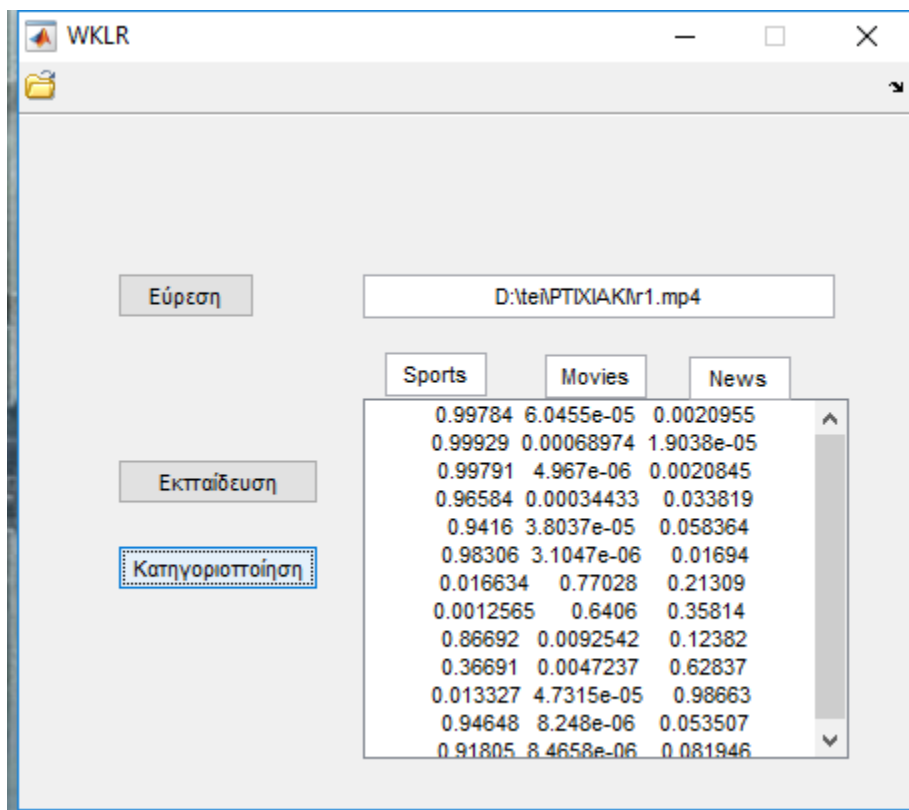 WKLR
Εύρεση D:\tei\PTIXIAKI\r1.mp4
Sports Movies News
0.99784 6.0455e-05 0.0020955
0.99929 0.00068974 1.9038e-05
0.99791 4.967e-06 0.0020845
Εκπαίδευση
0.96584 0.00034433 0.033819
0.9416 3.8037e-05 0.058364
0.98306 3.1047e-06 0.01694
Κατηγοριοποίηση
0.016634 0.77028 0.21309
0.0012565 0.6406 0.35814
0.86692 0.0092542 0.12382
0.36691 0.0047237 0.62837
0.013327 4.7315e-05 0.98663
0.94648 8.248e-06 0.053507
0.91805 8.4658e-06 0.081946